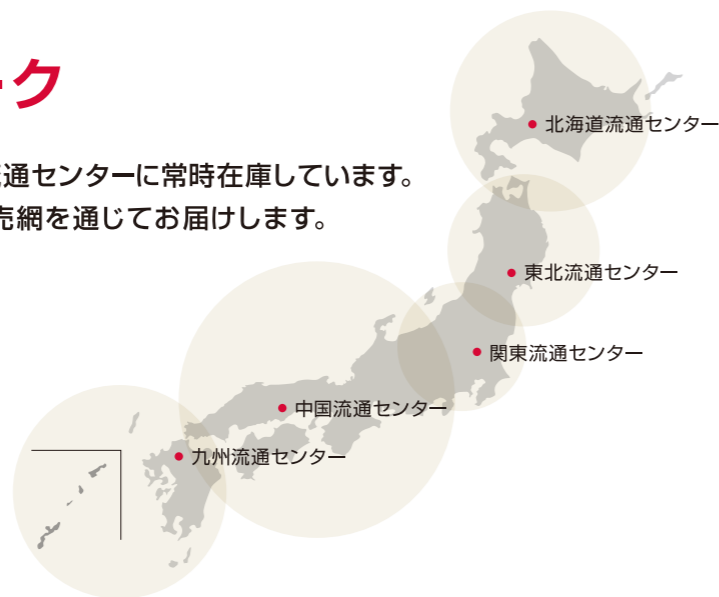 ーク
流通センターに常時在庫しています。
売網を通じてお届けします。
北海道流通センター
東北流通センター
関東流通センター
中国流通センター
九州流通センター